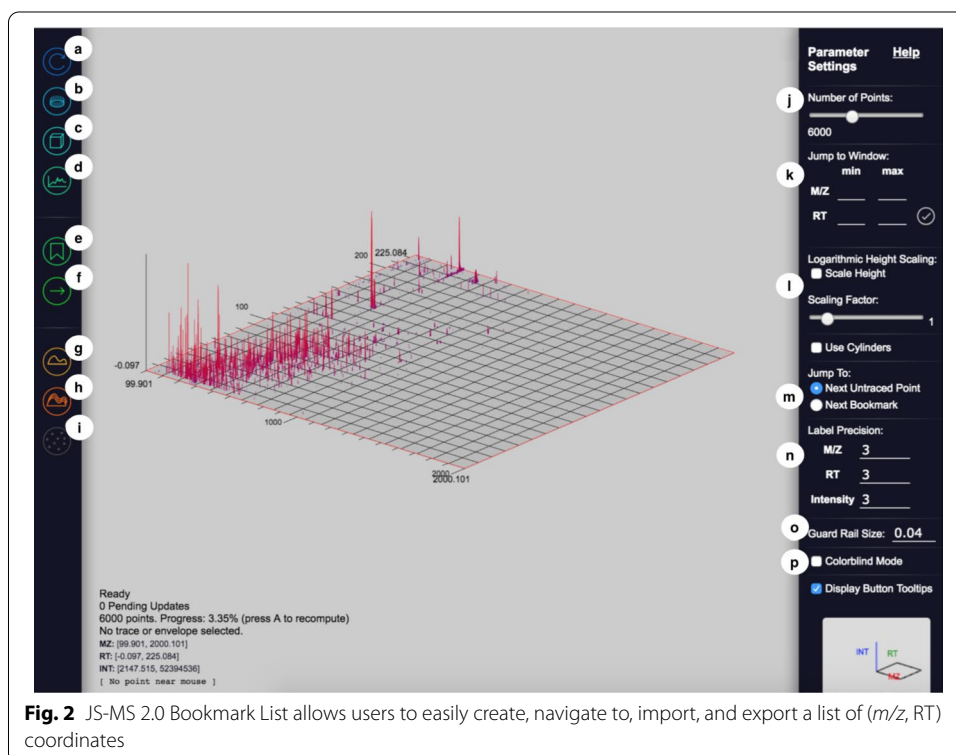 a
b
c
d
e
f
g
h
i
225.084
200
100
-0.097
99.901
1000
2000
2000.101
Ready
0 Pending Updates
6000 points. Progress: 3.35% (press A to recompute)
No trace or envelope selected.
MZ: [99.901, 2000.101]
RT: [-0.097, 225.084]
INT: [2147.515, 52394536]
[ No point near mouse ]
Parameter Settings Help
j
Number of Points:
6000
k
Jump to Window:
min max
M/Z
RT
l
Logarithmic Height Scaling:
Scale Height
Scaling Factor:
1
Use Cylinders
m
Jump To:
Next Untraced Point
Next Bookmark
n
Label Precision:
M/Z 3
RT 3
Intensity 3
o
Guard Rail Size: 0.04
p
Colorblind Mode
Display Button Tooltips
INT RT
MZ
Fig. 2 JS-MS 2.0 Bookmark List allows users to easily create, navigate to, import, and export a list of (m/z, RT)
coordinates